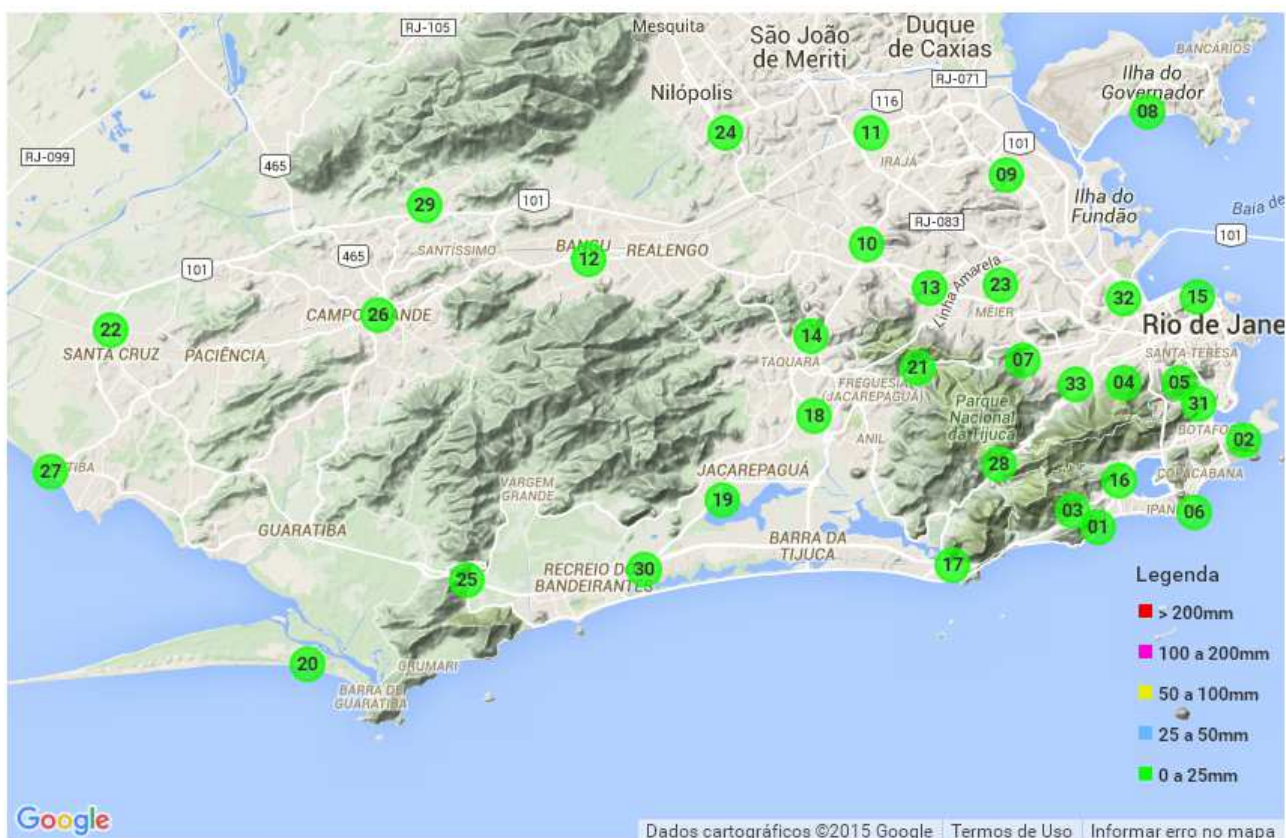 RJ-105
Mesquita
São João
de Meriti
Duque
de Caxias
BANCÁRIOS
Ilha do
Governador
RJ-071
Nilópolis
116
08
24
11
101
RJ-099
465
IRAJÁ
09
Ilha do
Fundão
29
101
RJ-083
Baía de
101
SANTÍSSIMO
BANGU
REALENGO
10
465
12
101
Linha Amarela
13
23
32
15
CAMPO GRANDE
26
MEIER
22
Rio de Jane
SANTA CRUZ
PACIÊNCIA
14
TAQUARA
SANTA TERESA
21
07
FREGUESIA
(JACAREPAGUÁ)
33
04
05
Parque
Nacional
da Tijuca
31
18
BOTAFO
ANIL
02
27
TIBA
JACAREPAGUÁ
28
COPACABANA
VARGEM
GRANDE
16
19
03
IPAN
06
GUARATIBA
01
BARRA DA
TIJUCA
RECREIO DO
BANDEIRANTES
30
17
25
Legenda
> 200mm
100 a 200mm
20
GRUMARI
BARRA DE
GUARATIBA
50 a 100mm
25 a 50mm
0 a 25mm
Google
Dados cartográficos ©2015 Google Termos de Uso Informar erro no mapa